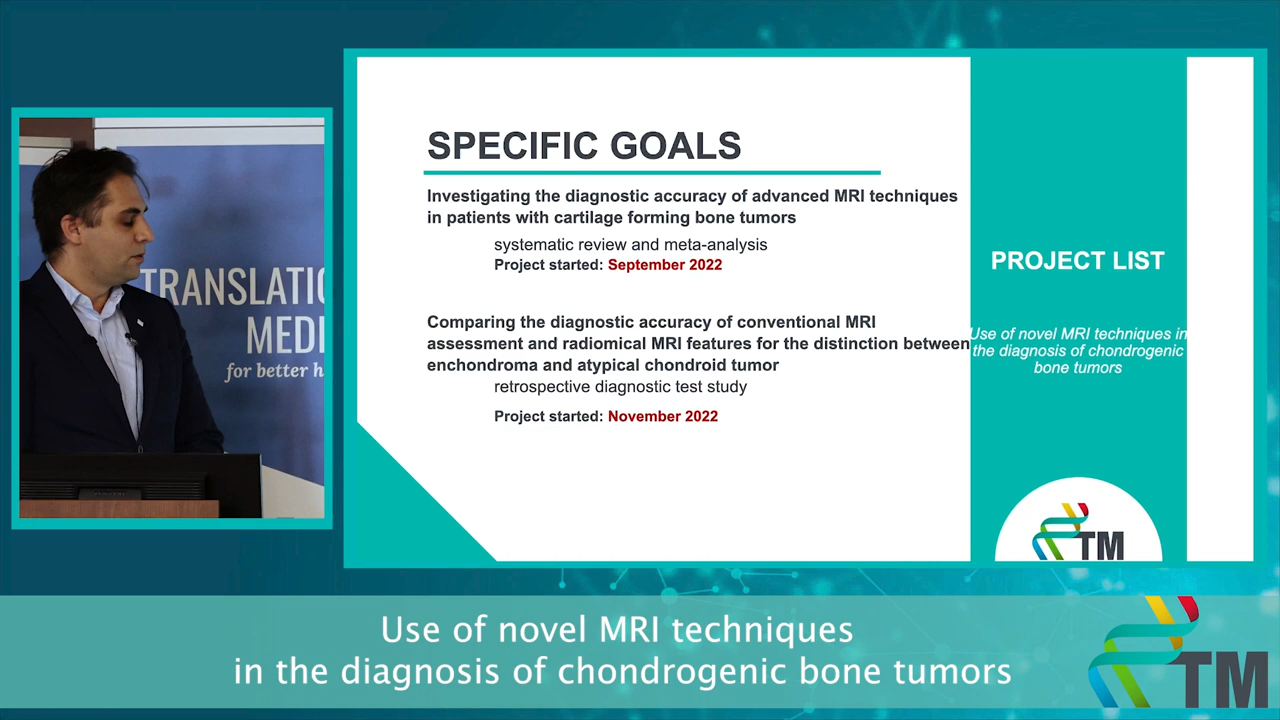 TRANSLATIO
MEDI
for better h
SPECIFIC GOALS
Investigating the diagnostic accuracy of advanced MRI techniques
in patients with cartilage forming bone tumors
systematic review and meta-analysis
Project started: September 2022
Comparing the diagnostic accuracy of conventional MRI
assessment and radiomical MRI features for the distinction between
enchondroma and atypical chondroid tumor
retrospective diagnostic test study
Project started: November 2022
PROJECT LIST
Use of novel MRI techniques in
the diagnosis of chondrogenic
bone tumors
TM
Use of novel MRI techniques
in the diagnosis of chondrogenic bone tumors
TM